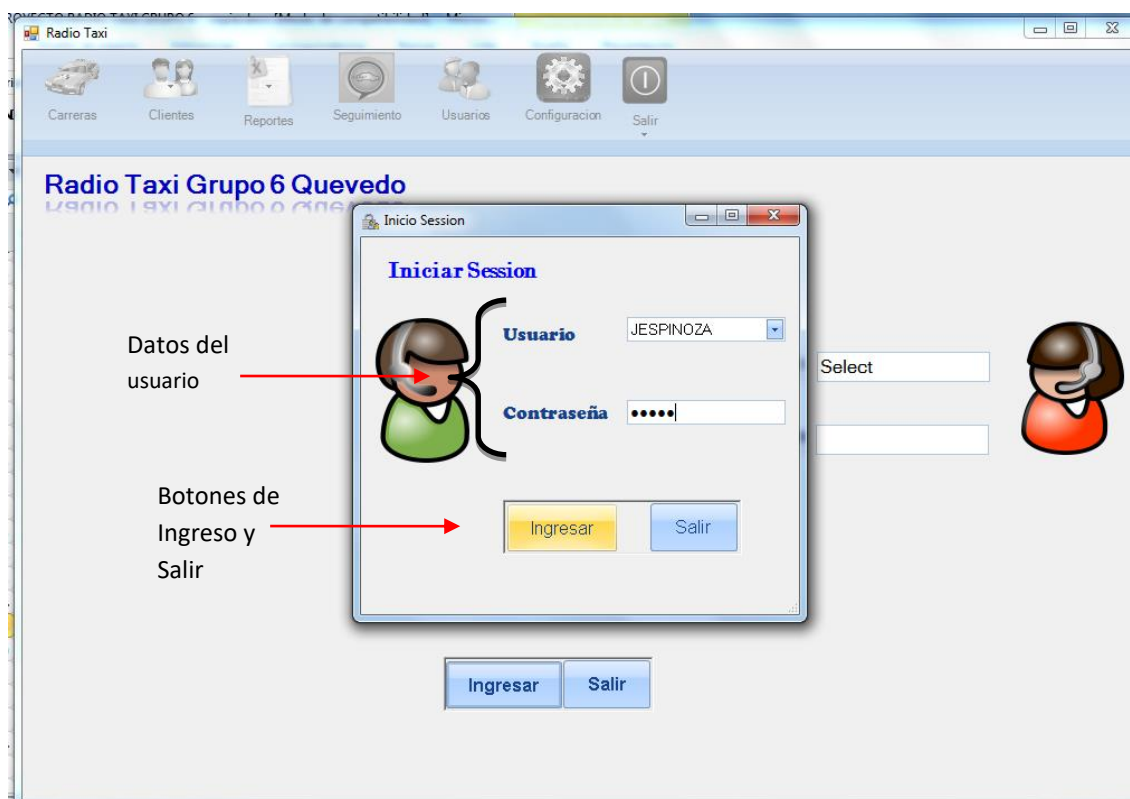 Radio Taxi
Carreras
Clientes
Reportes
Seguimiento
Usuarios
Configuracion
Salir
Radio Taxi Grupo 6 Quevedo
Inicio Session
Iniciar Session
Datos del
usuario
Usuario JESPINOZA
Select
Contraseña •••••
Botones de
Ingreso y
Salir
Ingresar Salir
Ingresar Salir